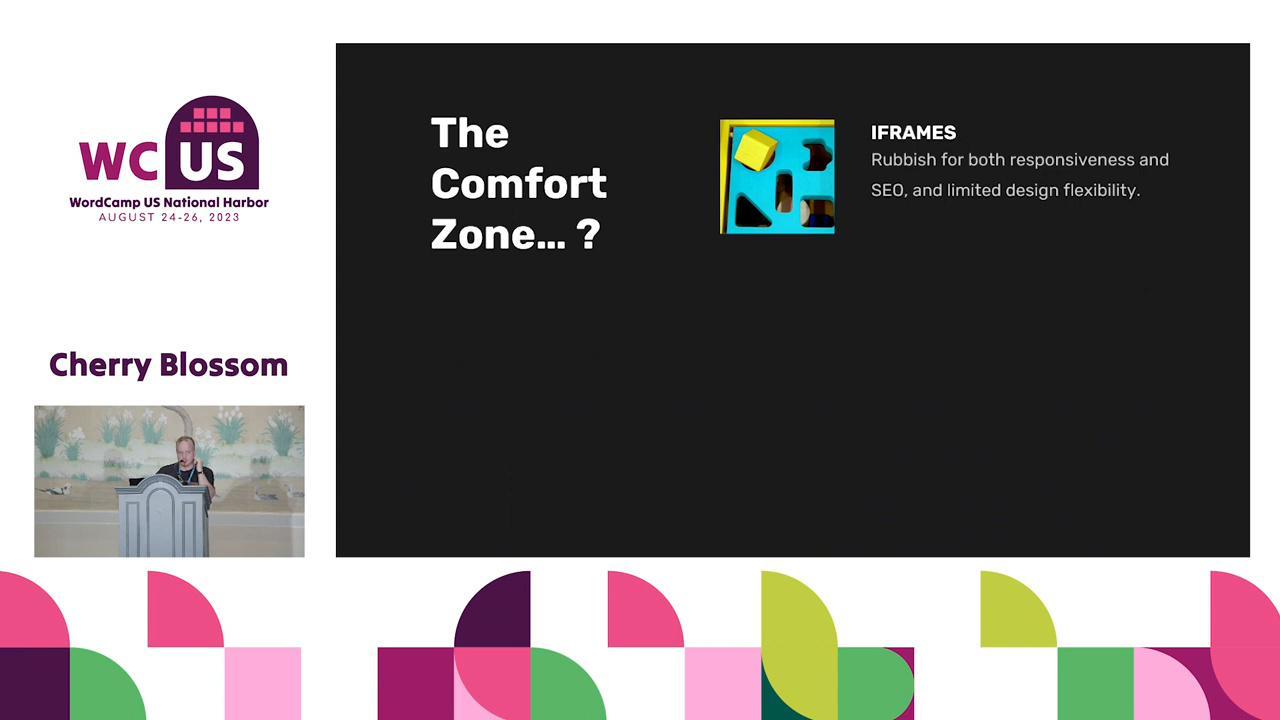 WC US
WordCamp US National Harbor
AUGUST 24-26, 2023
Cherry Blossom
The
Comfort
Zone... ?
IFRAMES
Rubbish for both responsiveness and
SEO, and limited design flexibility.